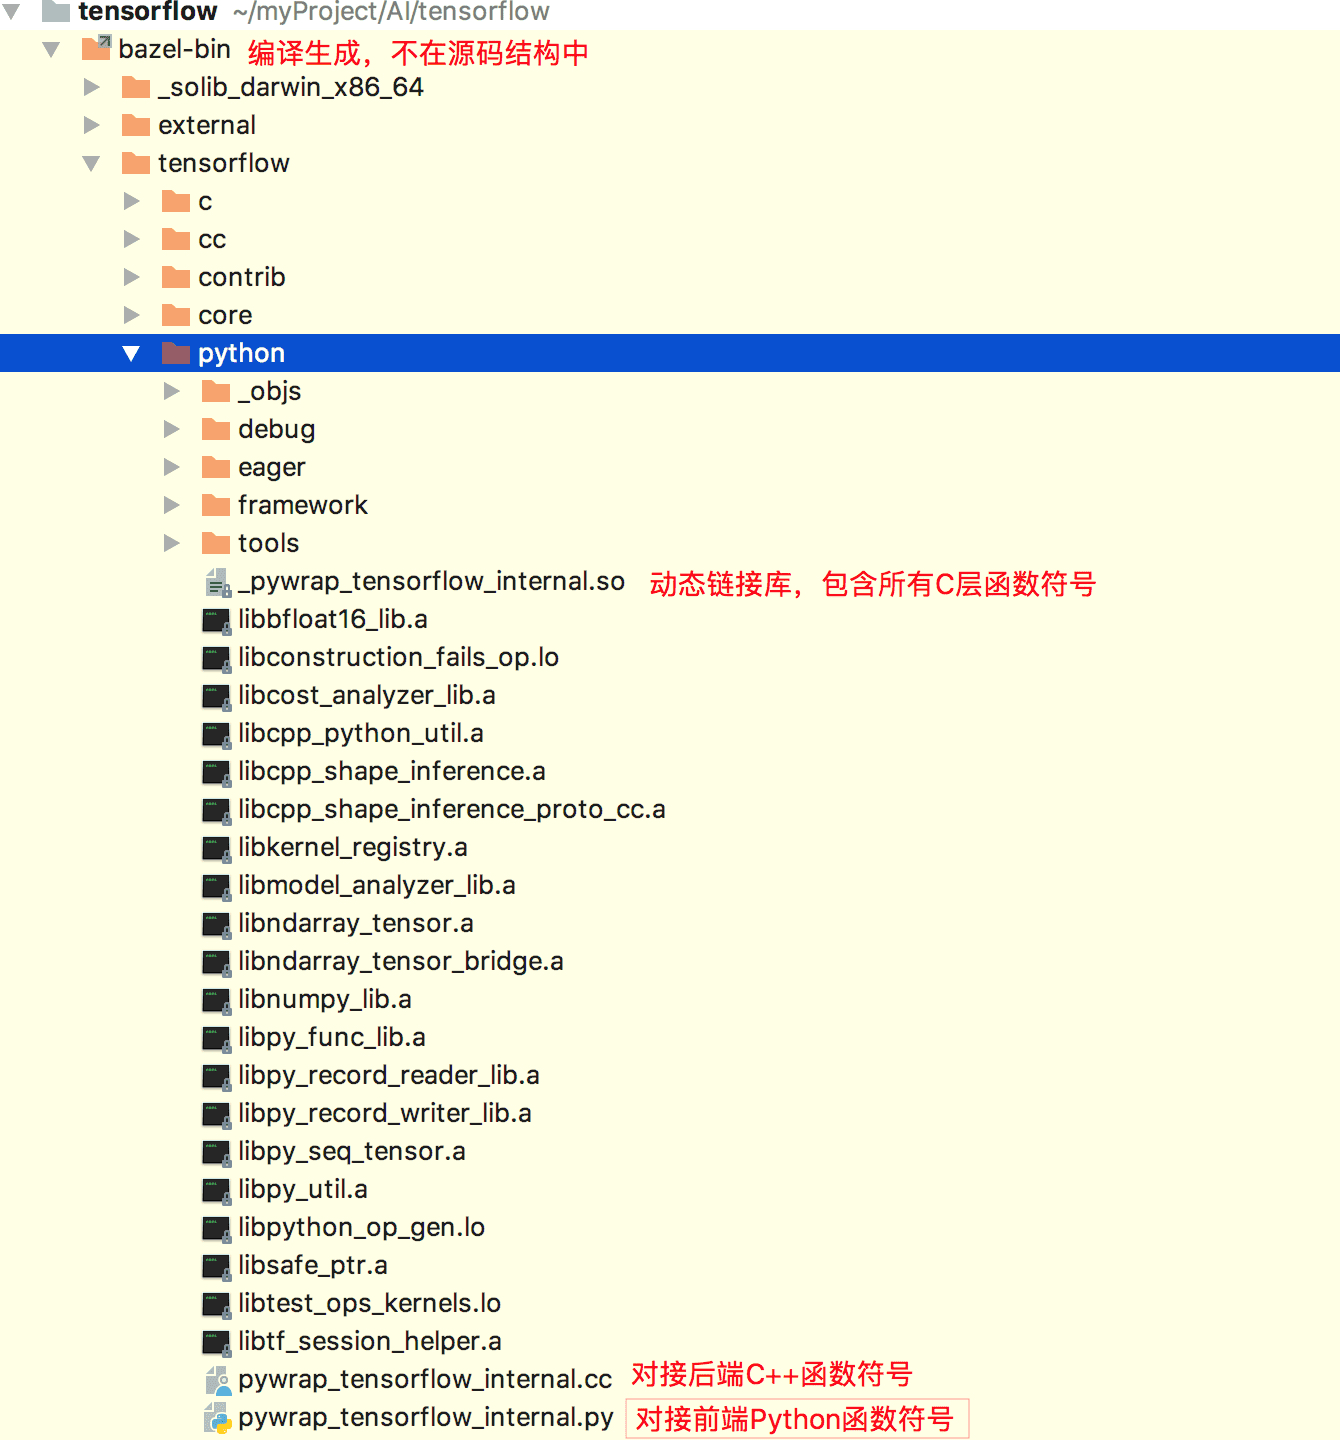 tensorflow ~/myProject/AI/tensorflow
bazel-bin 编译生成，不在源码结构中
_solib_darwin_x86_64
external
tensorflow
c
cc
contrib
core
python
_objs
debug
eager
framework
tools
_pywrap_tensorflow_internal.so 动态链接库，包含所有C层函数符号
libbfloat16_lib.a
libconstruction_fails_op.lo
libcost_analyzer_lib.a
libcpp_python_util.a
libcpp_shape_inference.a
libcpp_shape_inference_proto_cc.a
libkernel_registry.a
libmodel_analyzer_lib.a
libndarray_tensor.a
libndarray_tensor_bridge.a
libnumpy_lib.a
libpy_func_lib.a
libpy_record_reader_lib.a
libpy_record_writer_lib.a
libpy_seq_tensor.a
libpy_util.a
libpython_op_gen.lo
libsafe_ptr.a
libtest_ops_kernels.lo
libtf_session_helper.a
pywrap_tensorflow_internal.cc 对接后端C++函数符号
pywrap_tensorflow_internal.py 对接前端Python函数符号